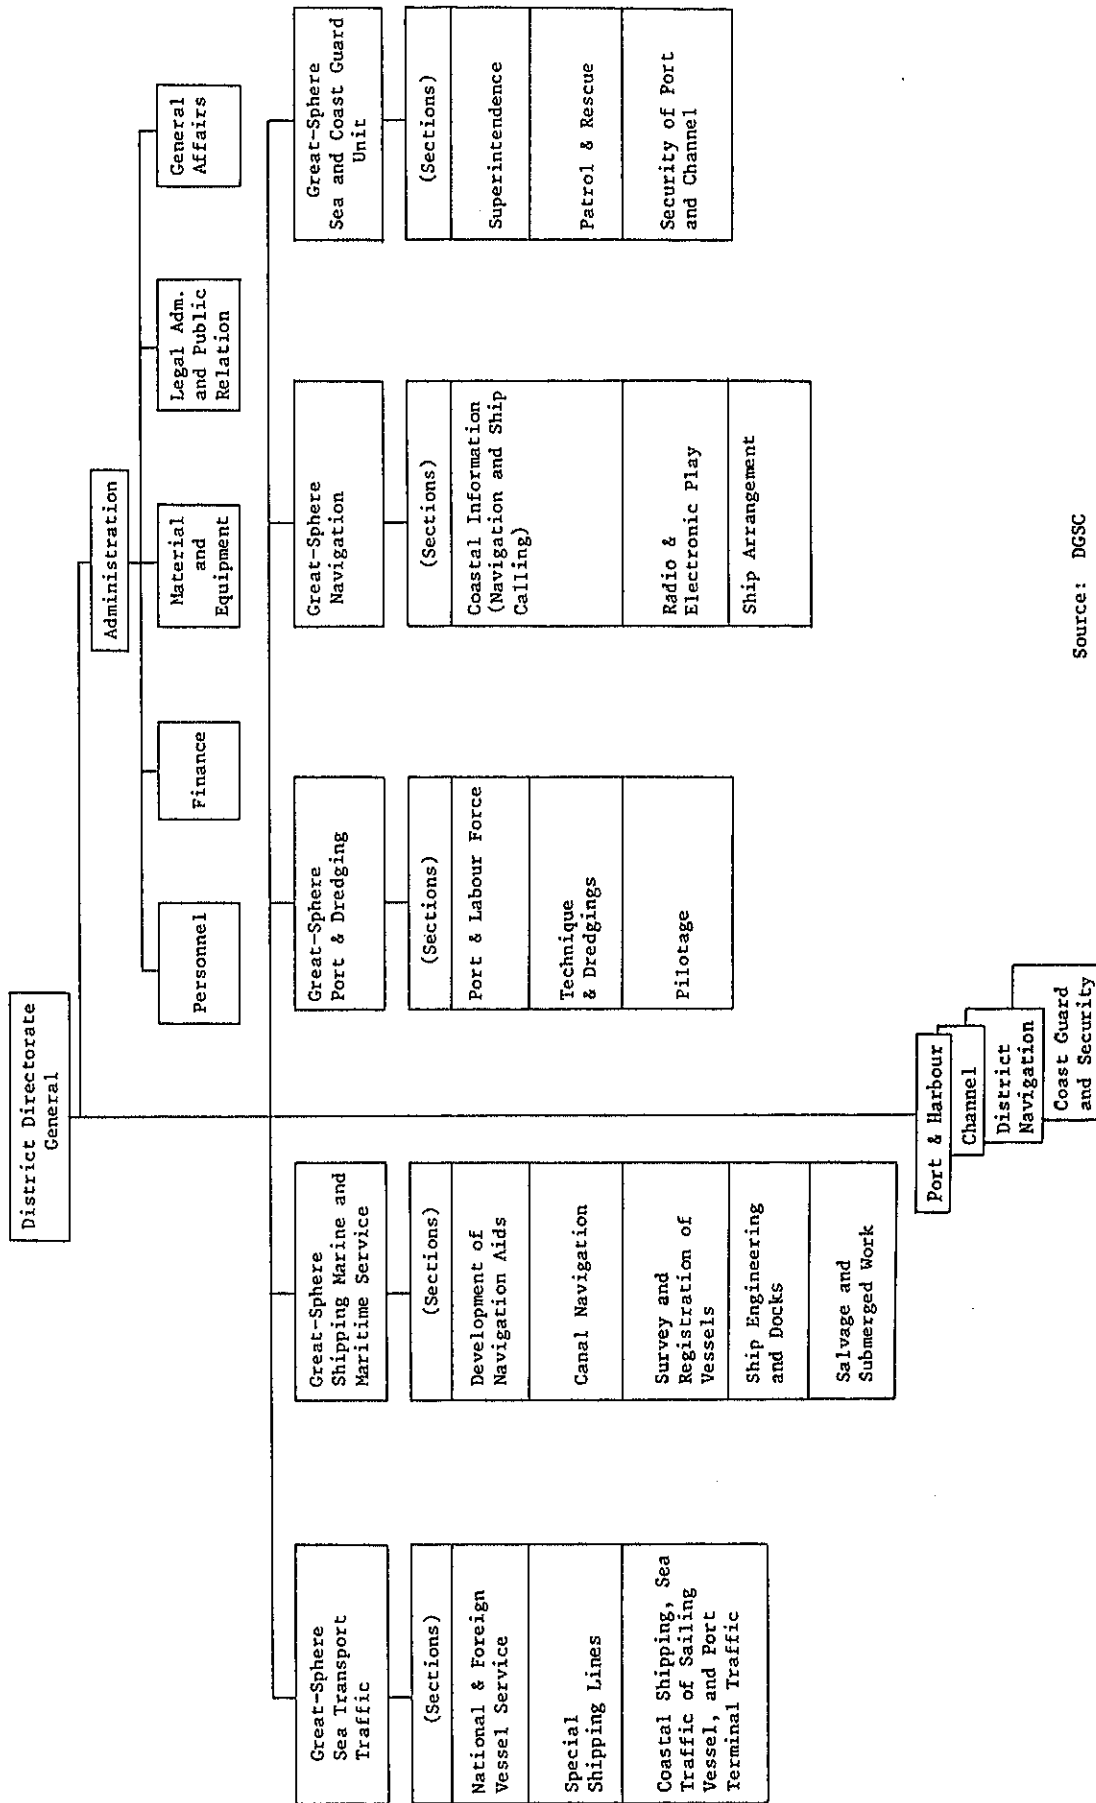 District Directorate
General
Administration
Personnel
Finance
Material
and
Equipment
Legal Adm.
and Public
Relation
General
Affairs
Great-Sphere
Sea Transport
Traffic
(Sections)
National & Foreign
Vessel Service
Special
Shipping Lines
Coastal Shipping, Sea
Traffic of Sailing
Vessel, and Port
Terminal Traffic
Great-Sphere
Shipping Marine and
Maritime Service
(Sections)
Development of
Navigation Aids
Canal Navigation
Survey and
Registration of
Vessels
Ship Engineering
and Docks
Salvage and
Submerged Work
Great-Sphere
Port & Dredging
(Sections)
Port & Labour Force
Technique
& Dredgings
Pilotage
Great-Sphere
Navigation
(Sections)
Coastal Information
(Navigation and Ship
Calling)
Radio &
Electronic Play
Ship Arrangement
Great-Sphere
Sea and Coast Guard
Unit
(Sections)
Superintendence
Patrol & Rescue
Security of Port
and Channel
Port & Harbour
Channel
District
Navigation
Coast Guard
and Security
Source: DGSC